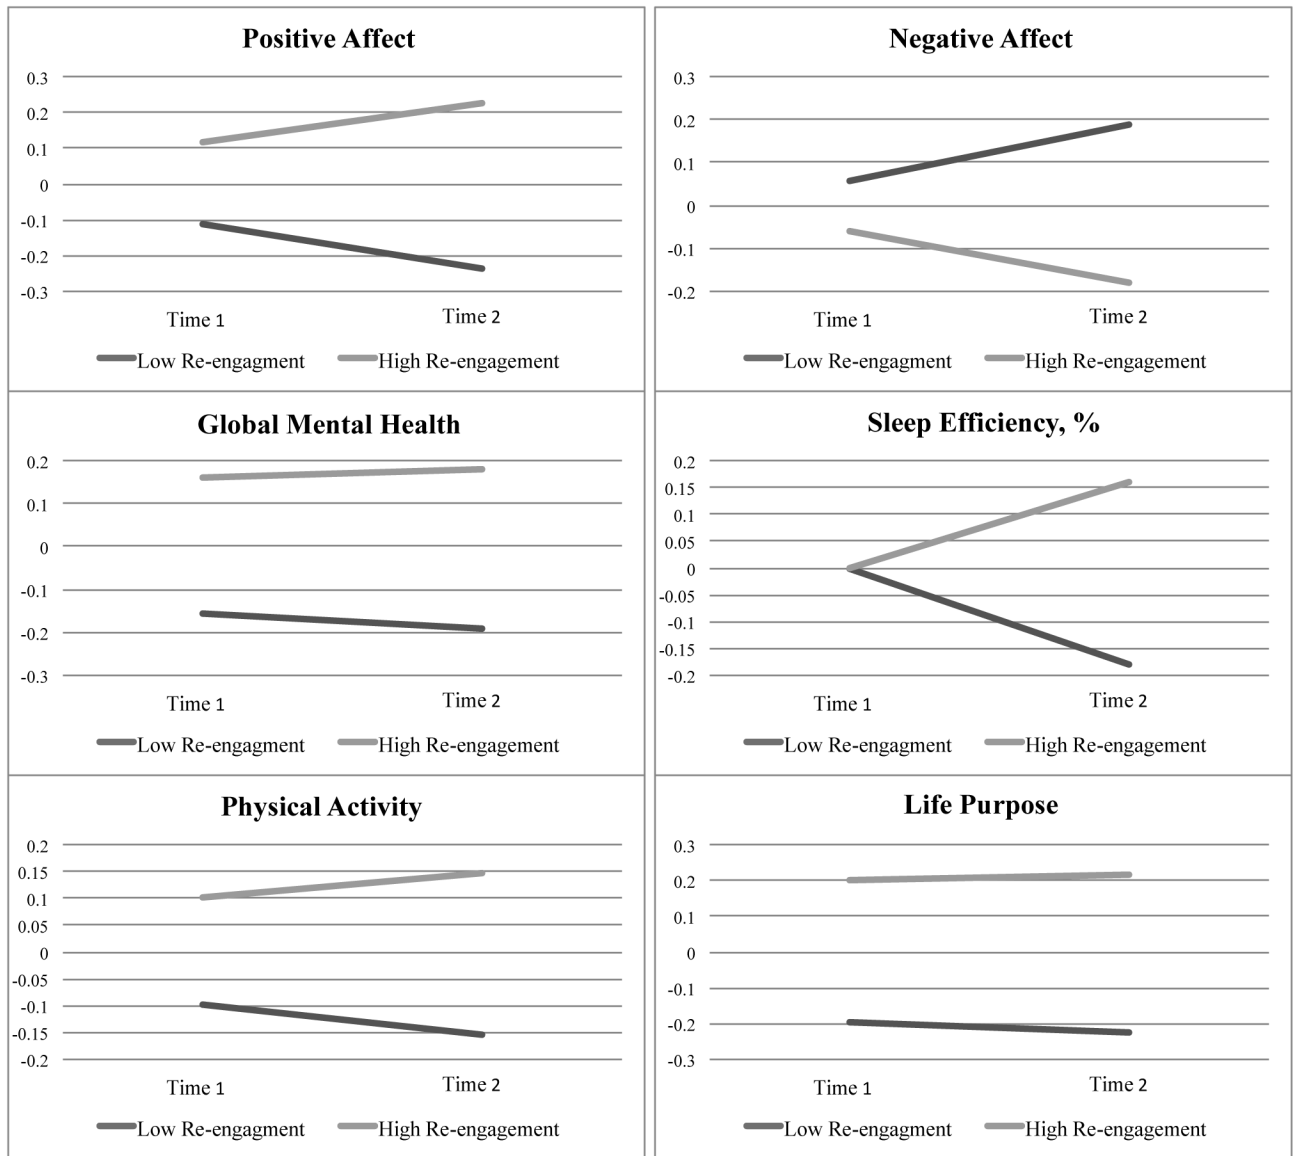 Positive Affect
0.3
0.2
0.1
0
-0.1
-0.2
-0.3
Time 1 Time 2
Low Re-engagment High Re-engagement
Negative Affect
0.3
0.2
0.1
0
-0.1
-0.2
Time 1 Time 2
Low Re-engagment High Re-engagement
Global Mental Health
0.2
0.1
0
-0.1
-0.2
-0.3
Time 1 Time 2
Low Re-engagment High Re-engagement
Sleep Efficiency, %
0.2
0.15
0.1
0.05
0
-0.05
-0.1
-0.15
-0.2
Time 1 Time 2
Low Re-engagment High Re-engagement
Physical Activity
0.2
0.15
0.1
0.05
0
-0.05
-0.1
-0.15
-0.2
Time 1 Time 2
Low Re-engagment High Re-engagement
Life Purpose
0.3
0.2
0.1
0
-0.1
-0.2
-0.3
Time 1 Time 2
Low Re-engagment High Re-engagement